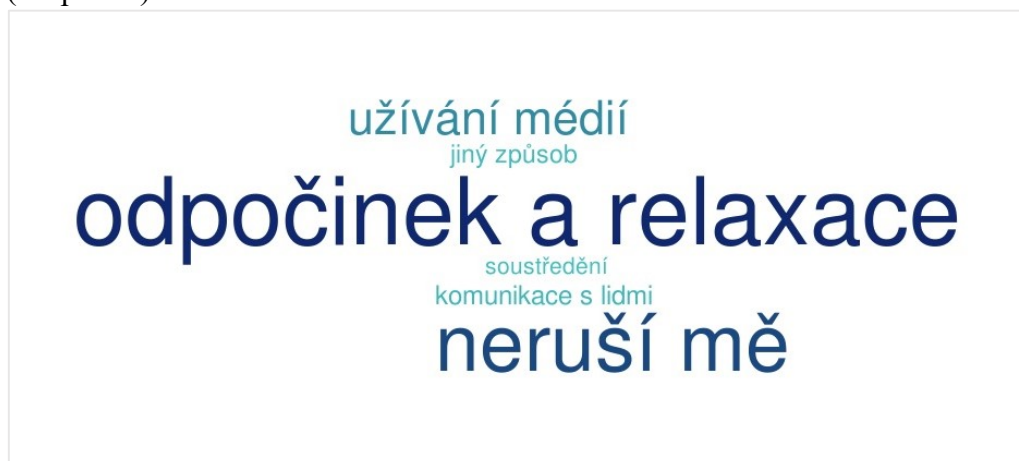 užívání médií
jiný způsob
odpočinek a relaxace
soustředění
komunikace s lidmi
neruší mě